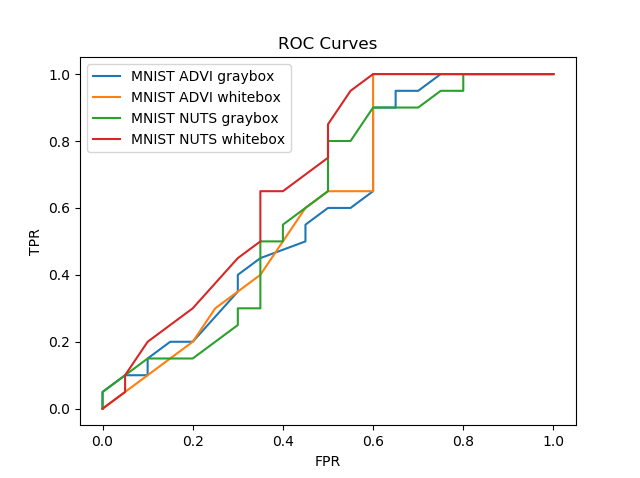 ROC Curves
MNIST ADVI graybox
MNIST ADVI whitebox
MNIST NUTS graybox
MNIST NUTS whitebox
TPR
1.0
0.8
0.6
0.4
0.2
0.0
0.0 0.2 0.4 0.6 0.8 1.0
FPR